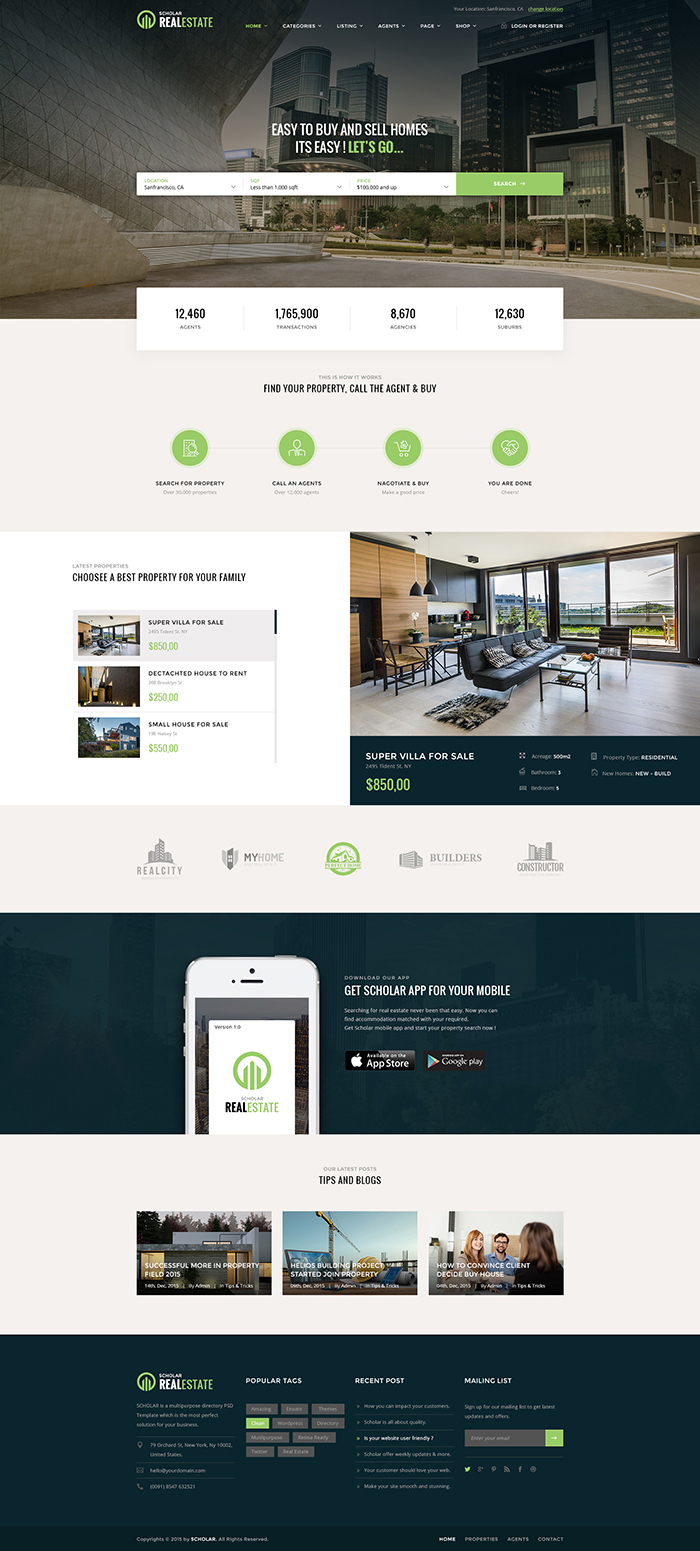 Your Location: Sanfrancisco, CA change location
SCHOLAR
REALESTATE
HOME CATEGORIES LISTING AGENTS PAGE SHOP LOGIN OR REGISTER
EASY TO BUY AND SELL HOMES
ITS EASY ! LET'S GO...
LOCATION SQF PRICE
Sanfrancisco, CA Less than 1,000 sqft $100,000 and up SEARCH
12,460 1,765,900 8,670 12,630
AGENTS TRANSACTIONS AGENCIES SUBURBS
THIS IS HOW IT WORKS
FIND YOUR PROPERTY, CALL THE AGENT & BUY
SEARCH FOR PROPERTY CALL AN AGENTS NAGOTIATE & BUY YOU ARE DONE
Over 30,000 properties Over 12,000 agents Make a good price Cheers!
LATEST PROPERTIES
CHOOSEE A BEST PROPERTY FOR YOUR FAMILY
SUPER VILLA FOR SALE
2495 Tident St, NY
$850,00
DECTACHTED HOUSE TO RENT
368 Brooklyn St
$250,00
SMALL HOUSE FOR SALE
198 Halsey St
$550,00
SUPER VILLA FOR SALE
2495 Tident St, NY
$850,00
Acreage: 500m2
Bathroom: 3
Bedroom: 5
Property Type: RESIDENTIAL
New Homes: NEW - BUILD
REALCITY
MYHOME
PERFECT HOME
BUILDERS
CONSTRUCTOR
DOWNLOAD OUR APP
GET SCHOLAR APP FOR YOUR MOBILE
Searching for real eastate never been that easy. Now you can
find accommodation matched with your required.
Get Scholar mobile app and start your property search now !
Available on the
App Store
ANDROID APP ON
Google play
Version 1.0
SCHOLAR
REALESTATE
OUR LATEST POSTS
TIPS AND BLOGS
SUCCESSFUL MORE IN PROPERTY
FIELD 2015
14th, Dec, 2015 | By Admin | In Tips & Tricks
HELIOS BUILDING PROJECT
STARTED JOIN PROPERTY
09th, Dec, 2015 | By Admin | In Tips & Tricks
HOW TO CONVINCE CLIENT
DECIDE BUY HOUSE
04th, Dec, 2015 | By Admin | In Tips & Tricks
SCHOLAR
REALESTATE
SCHOLAR is a multipurpose directory PSD
Template which is the most perfect
solution for your business.
79 Orchard St, New York, Ny 10002,
United States.
hello@yourdomain.com
(0091) 8547 632521
POPULAR TAGS
Amazing Envato Themes
Clean Wordpress Directory
Multipurpose Retina Ready
Twitter Real Estate
RECENT POST
How you can impact your customers.
Scholar is all about quality.
Is your website user friendly ?
Scholar offer weekly updates & more.
Your customer should love your web.
Make your site smooth and stunning.
MAILING LIST
Sign up for our mailing list to get latest
updates and offers.
Enter your email
Copyrights © 2015 by SCHOLAR. All Rights Reserved.
HOME PROPERTIES AGENTS CONTACT